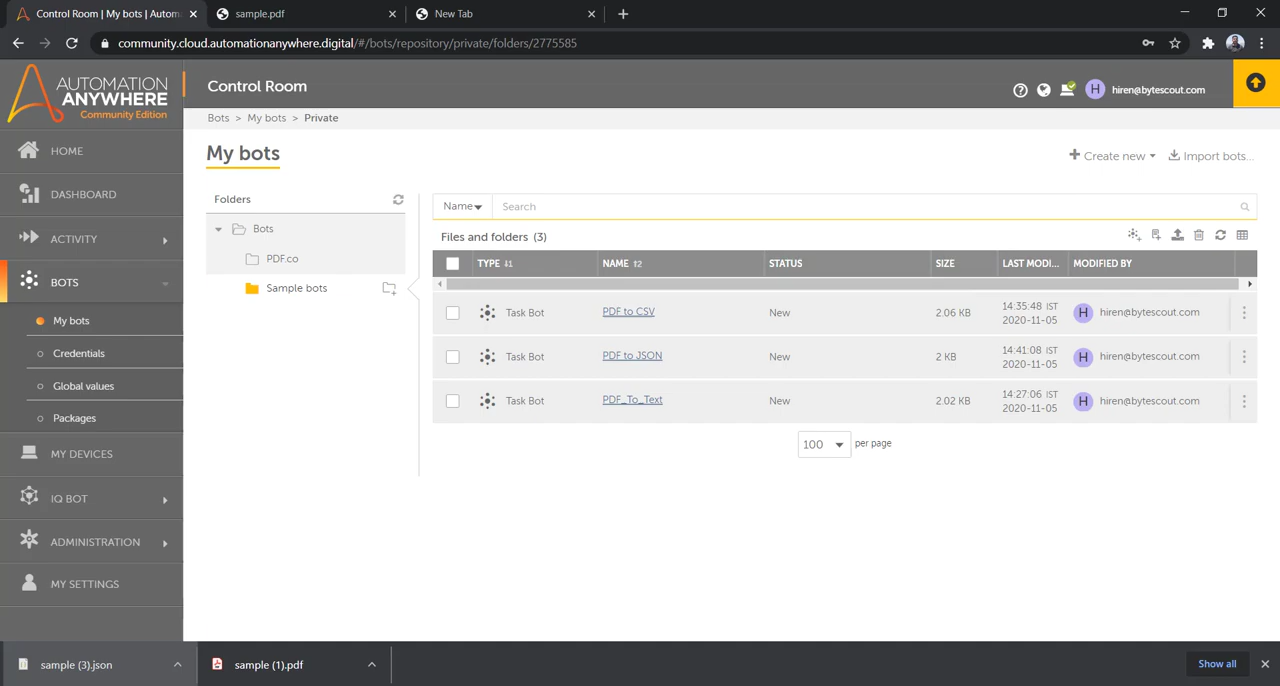 Control Room | My bots | Autom
sample.pdf
New Tab
community.cloud.automationanywhere.digital/#/bots/repository/private/folders/2775585
AUTOMATION
ANYWHERE
Community Edition
Control Room
H hiren@bytescout.com
Bots > My bots > Private
HOME
DASHBOARD
ACTIVITY
BOTS
My bots
Credentials
Global values
Packages
MY DEVICES
IQ BOT
ADMINISTRATION
MY SETTINGS
My bots
Create new
Import bots...
Folders
Bots
PDF.co
Sample bots
Name
Search
Files and folders (3)
TYPE NAME STATUS SIZE LAST MODI... MODIFIED BY
Task Bot PDF to CSV New 2.06 KB 14:35:48 IST 2020-11-05 H hiren@bytescout.com
Task Bot PDF to JSON New 2 KB 14:41:08 IST 2020-11-05 H hiren@bytescout.com
Task Bot PDF_To_Text New 2.02 KB 14:27:06 IST 2020-11-05 H hiren@bytescout.com
100 per page
sample (3).json
sample (1).pdf
Show all